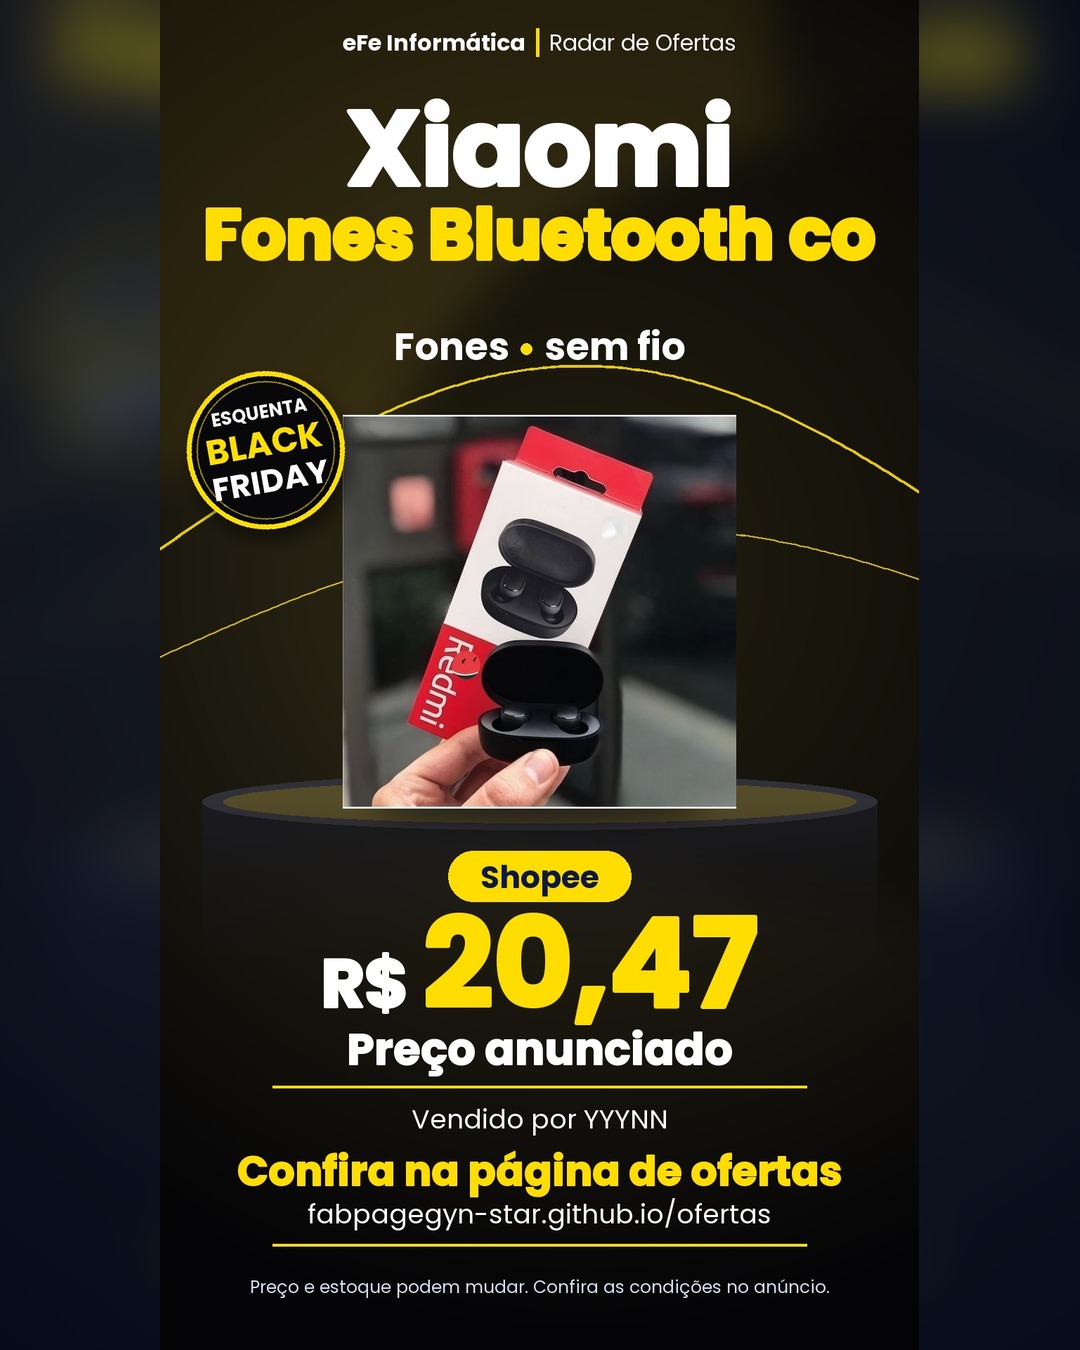 eFe Informática | Radar de Ofertas
Xiaomi
Fones Bluetooth co
Fones • sem fio
ESQUENTA
BLACK
FRIDAY
Redmi
Shopee
R$ 20,47
Preço anunciado
Vendido por YYYNN
Confira na página de ofertas
fabpagegyn-star.github.io/ofertas
Preço e estoque podem mudar. Confira as condições no anúncio.